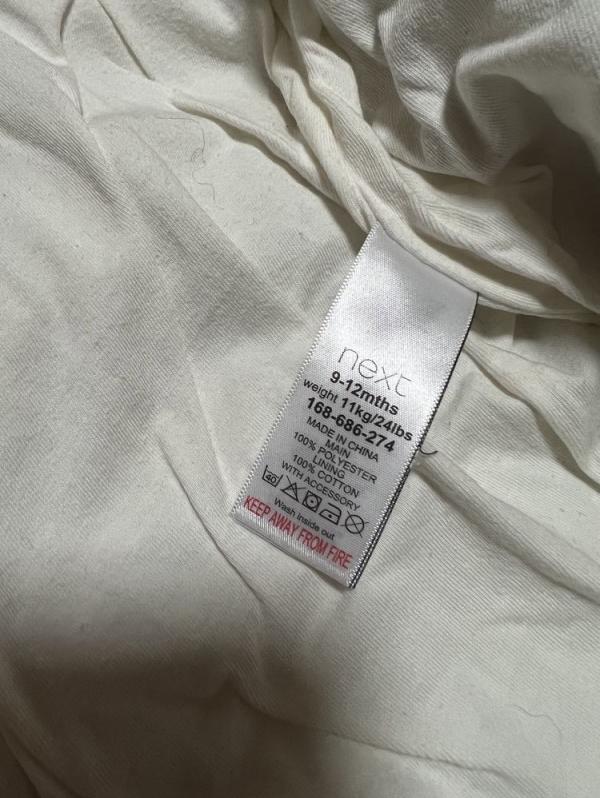 next
9-12mths
weight 11kg/24lbs
168-686-274
MADE IN CHINA
MAIN
100% POLYESTER
LINING
100% COTTON
WITH ACCESSORY
40
Wash inside out
KEEP AWAY FROM FIRE